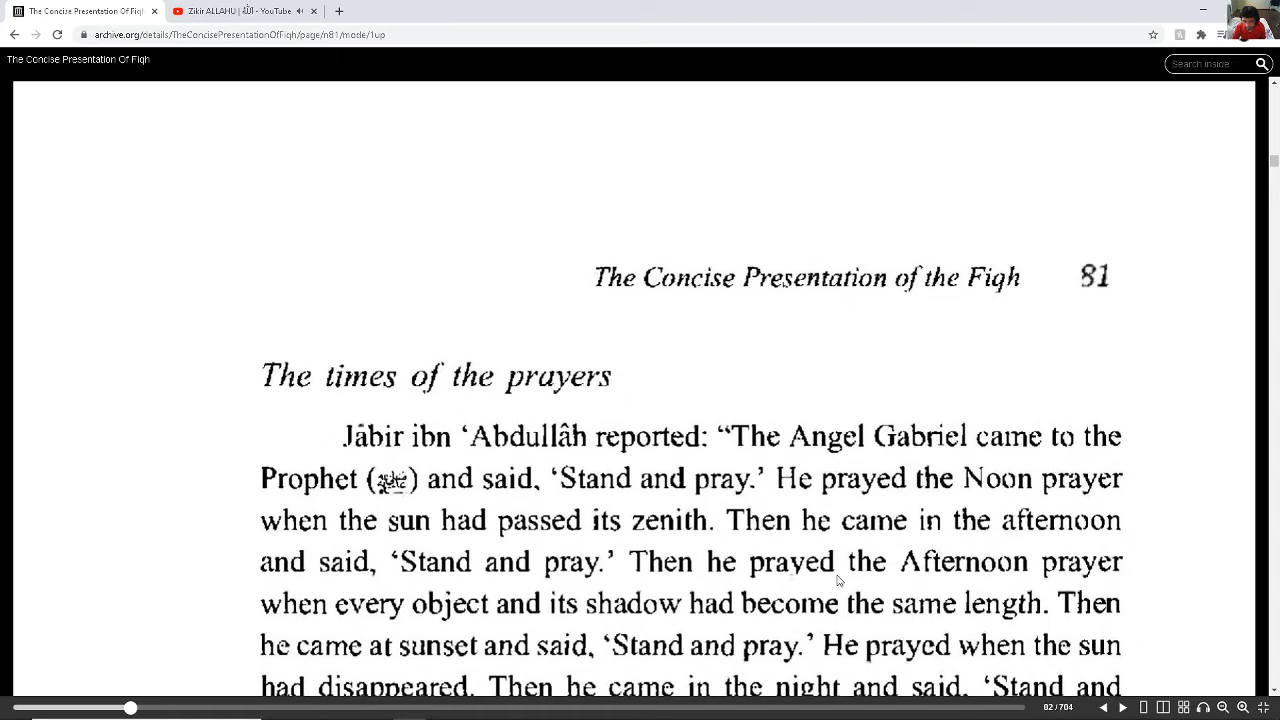 The Concise Presentation Of Fiqh
Zikir ALLAHU | اللهُ - YouTube
archive.org/details/TheConcisePresentationOfFiqh/page/n81/mode/1up
The Concise Presentation Of Fiqh
Search inside
The Concise Presentation of the Fiqh 81
The times of the prayers
Jâbir ibn ‘Abdullâh reported: “The Angel Gabriel came to the
Prophet (ﷺ) and said, ‘Stand and pray.’ He prayed the Noon prayer
when the sun had passed its zenith. Then he came in the afternoon
and said, ‘Stand and pray.’ Then he prayed the Afternoon prayer
when every object and its shadow had become the same length. Then
he came at sunset and said, ‘Stand and pray.’ He prayed when the sun
had disappeared. Then he came in the night and said, ‘Stand and
82 / 704